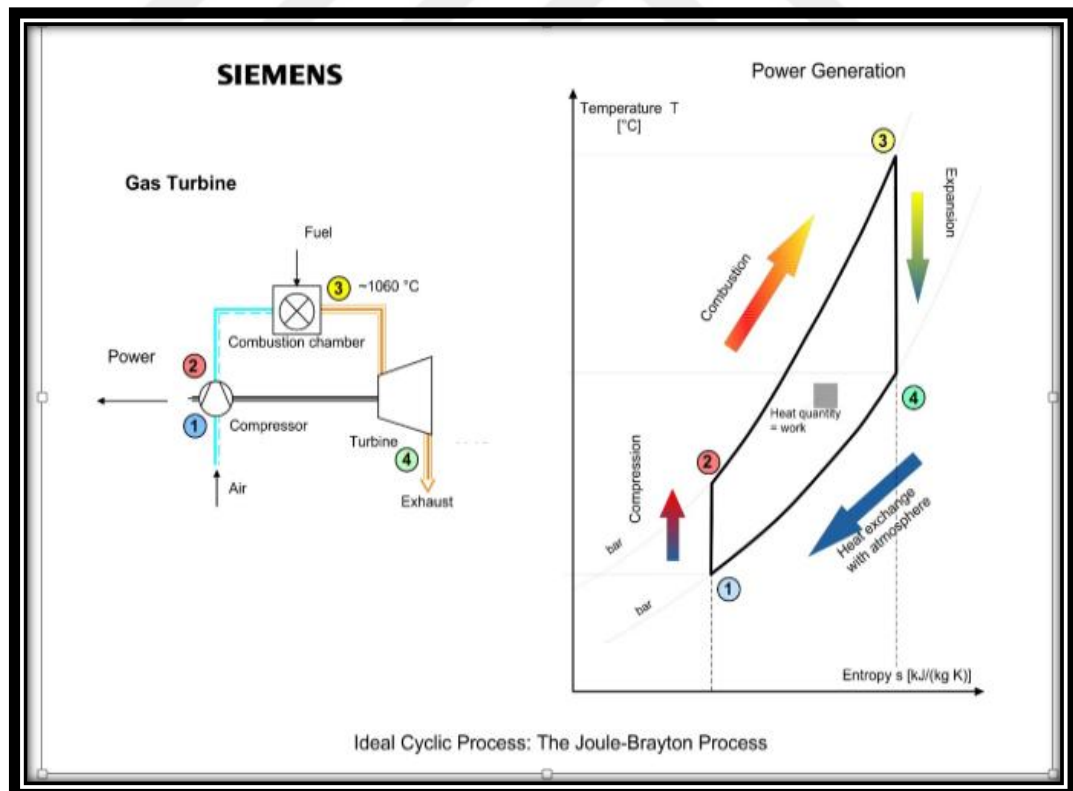 SIEMENS
Power Generation
Gas Turbine
Fuel
3
~1060 °C
Combustion chamber
Power
2
1
Compressor
Turbine
4
Air
Exhaust
Temperature T
[°C]
3
Expansion
Combustion
Heat quantity
= work
4
2
Compression
Heat exchange
with atmosphere
bar
1
bar
Entropy s [kJ/(kg K)]
Ideal Cyclic Process: The Joule-Brayton Process